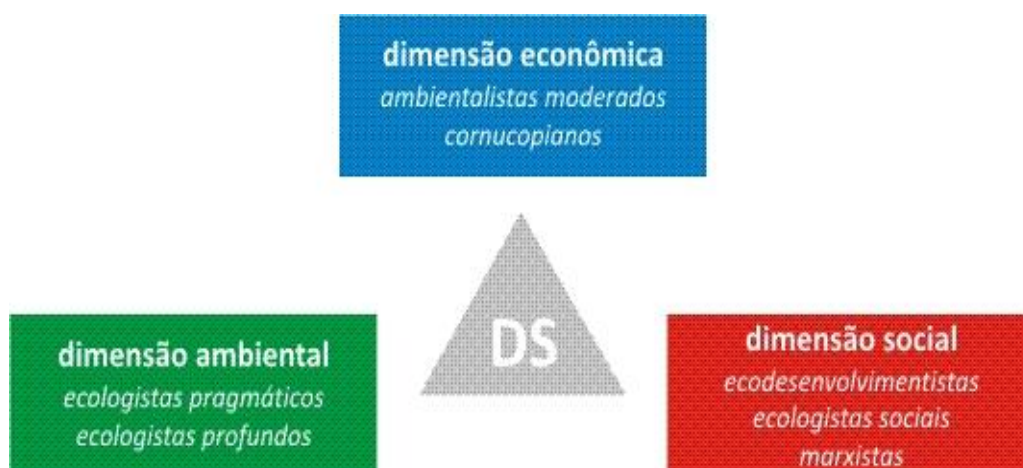 dimensão econômica
ambientalistas moderados
cornucopianos
DS
dimensão ambiental
ecologistas pragmáticos
ecologistas profundos
dimensão social
ecodesenvolvimentistas
ecologistas sociais
marxistas